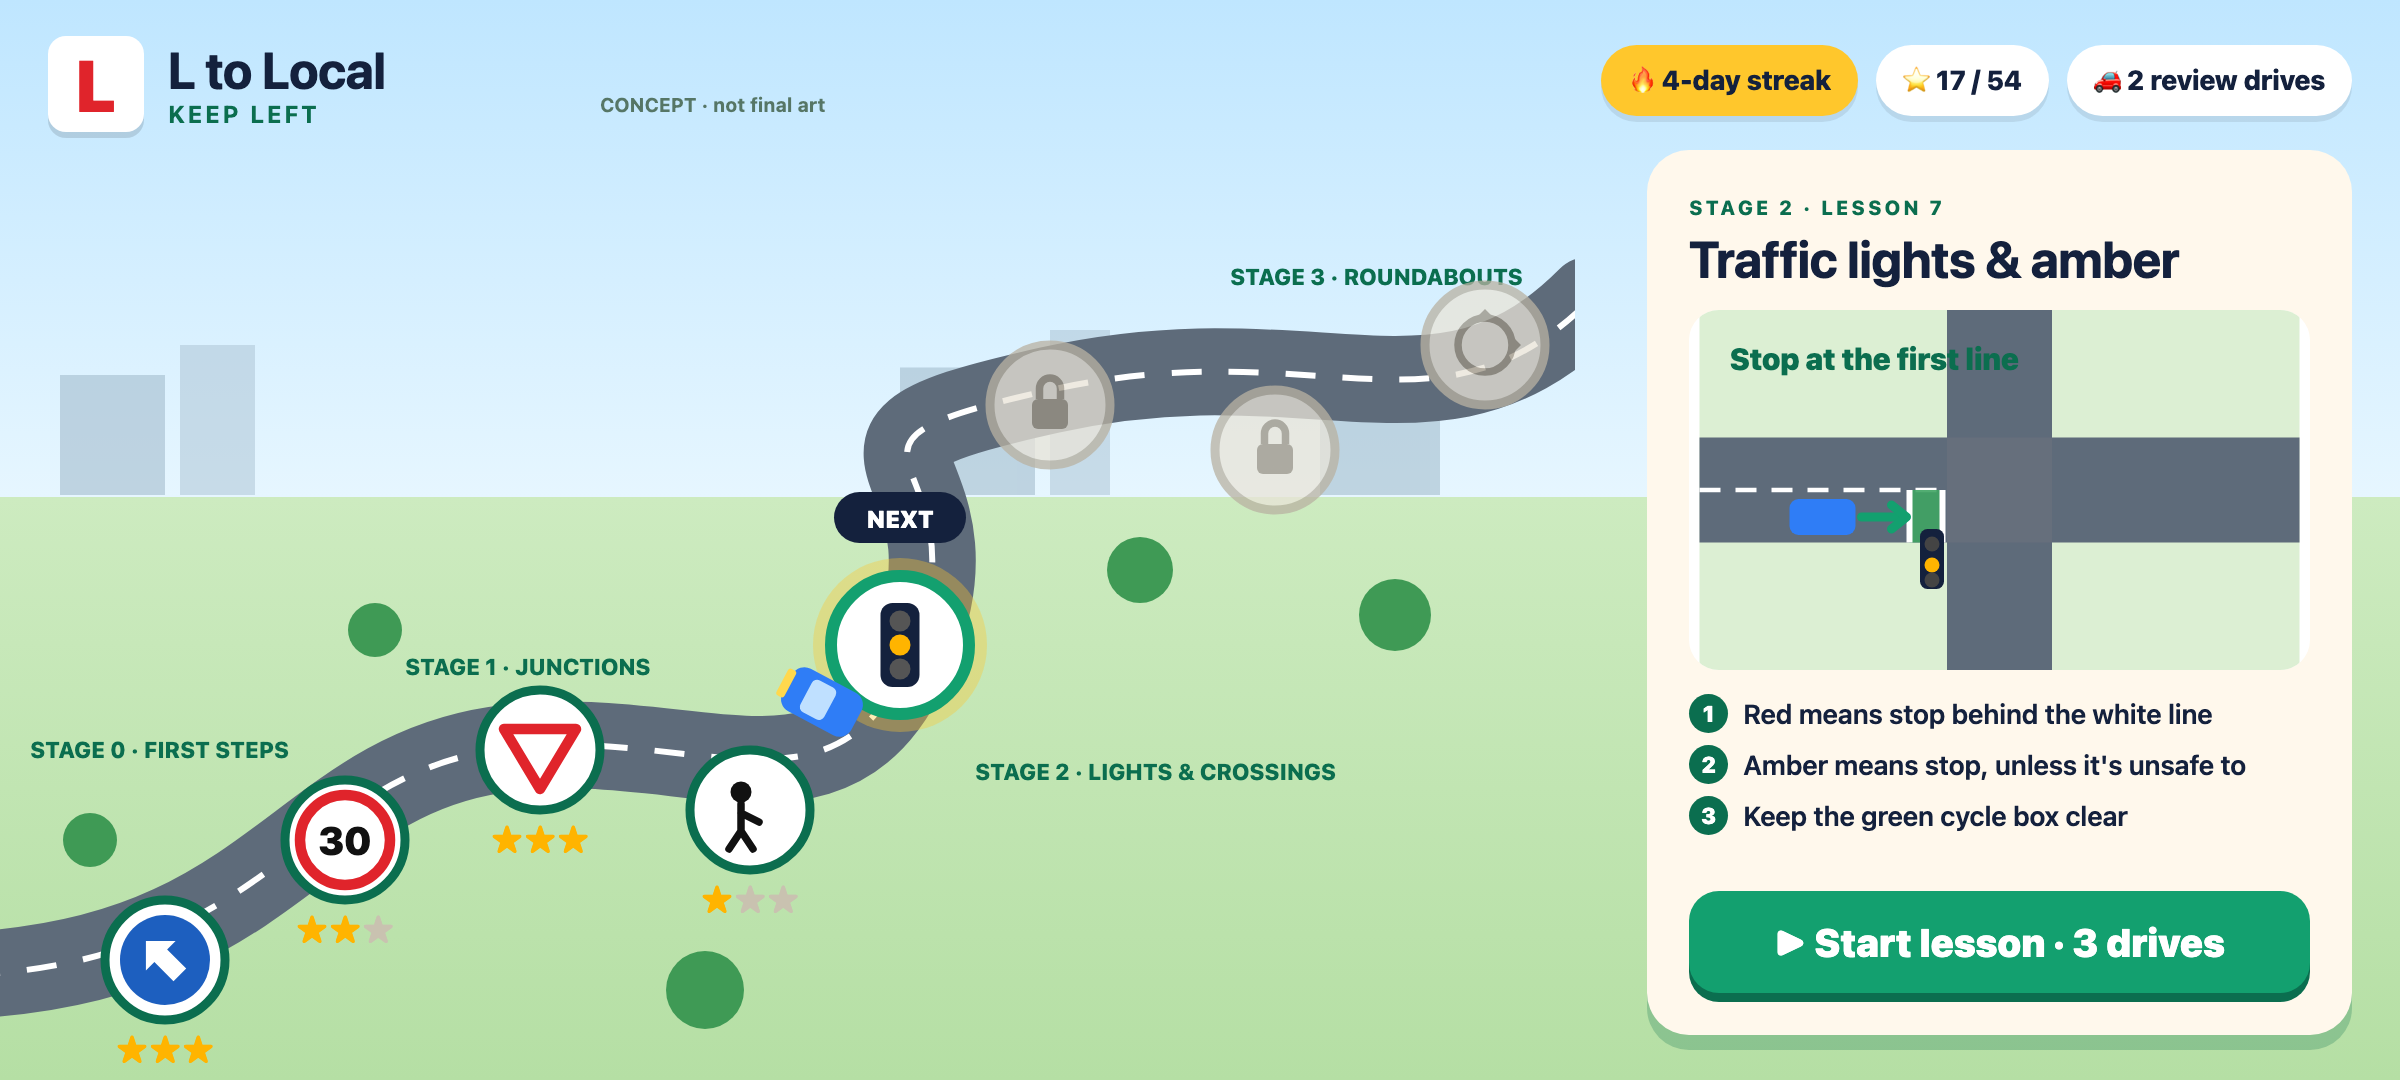 L
L to Local
KEEP LEFT
CONCEPT · not final art
4-day streak
17 / 54
2 review drives
STAGE 3 · ROUNDABOUTS
NEXT
STAGE 1 · JUNCTIONS
STAGE 0 · FIRST STEPS
30
STAGE 2 · LIGHTS & CROSSINGS
STAGE 2 · LESSON 7
Traffic lights & amber
Stop at the first line
1 Red means stop behind the white line
2 Amber means stop, unless it's unsafe to
3 Keep the green cycle box clear
Start lesson · 3 drives